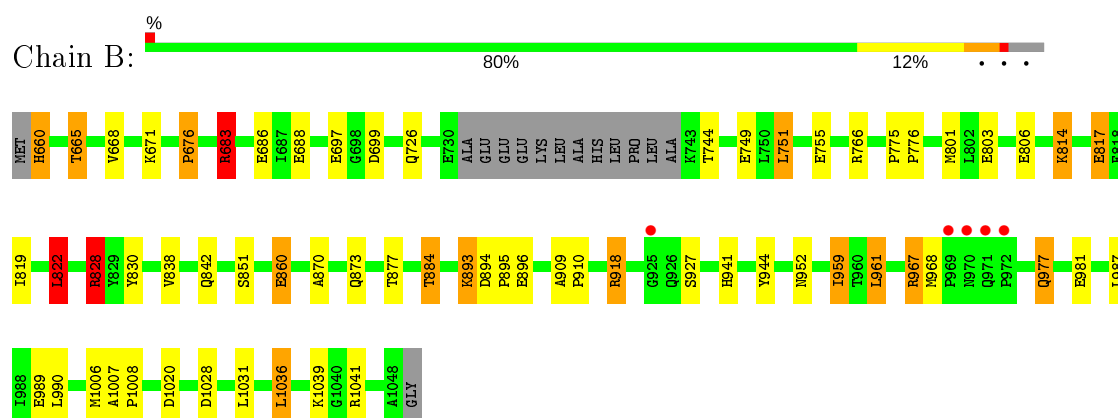 %
Chain B:
80% 12% • • •
MET H660 T665 V668 K671 P676 R683 E686 I687 E688 E697 G698 D699 Q726 E730 ALA GLU GLU GLU LYS LEU ALA HIS LEU PRO LEU ALA K743 T744 E749 L750 L751 E755 R766 P775 P776 M801 L802 E803 E806 K814 E817
I819 L822 R828 Y829 Y830 V838 Q842 S851 E860 A870 Q873 T877 T884 K893 D894 P895 E896 A909 P910 R918 G925 Q926 S927 H941 Y944 N952 I959 T960 L961 R967 M968 P969 N970 Q971 P972 Q977 E981
I988 E989 L990 M1006 A1007 P1008 D1020 D1028 L1031 L1036 K1039 G1040 R1041 A1048 GLY